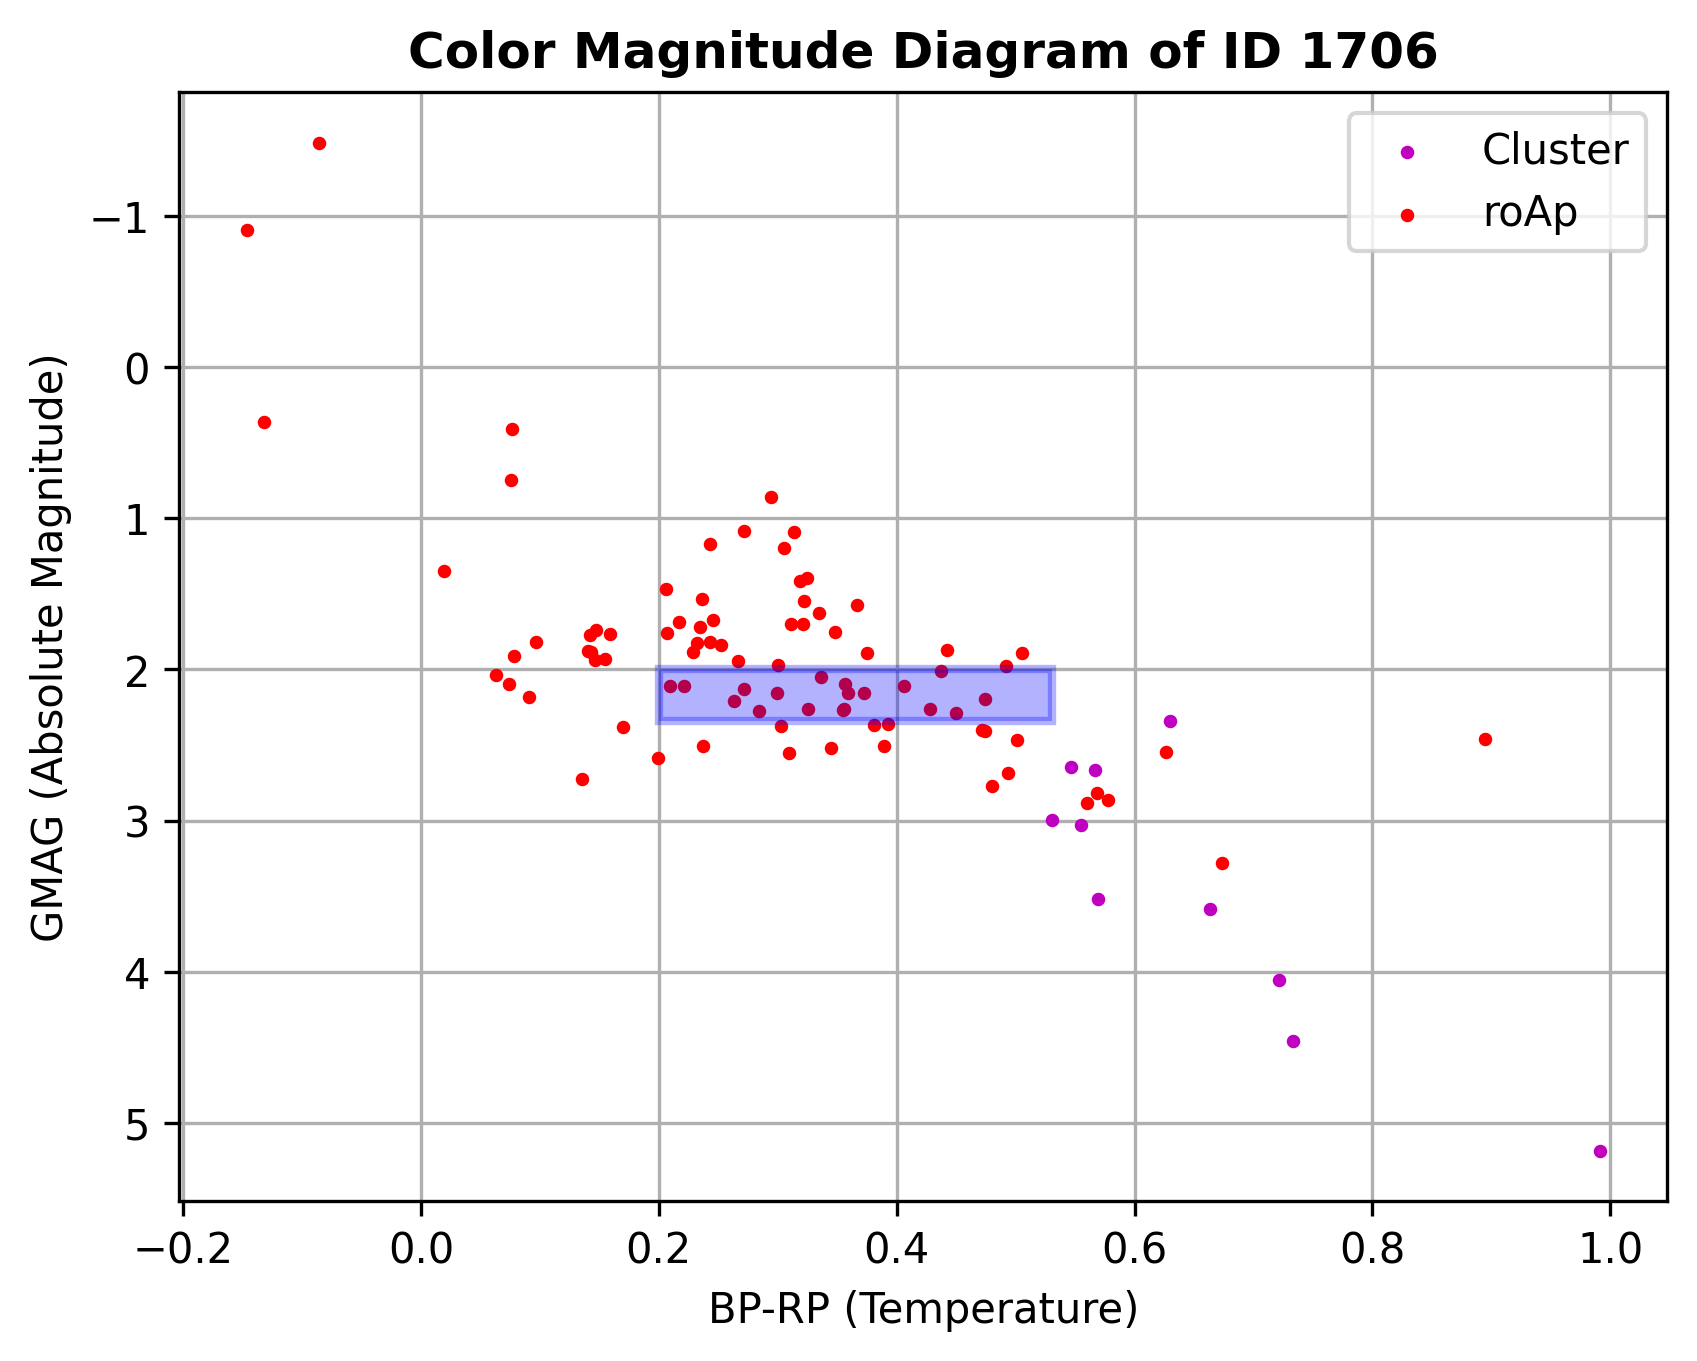 Color Magnitude Diagram of ID 1706
Cluster
roAp
GMAG (Absolute Magnitude)
−1
0
1
2
3
4
5
−0.2 0.0 0.2 0.4 0.6 0.8 1.0
BP-RP (Temperature)